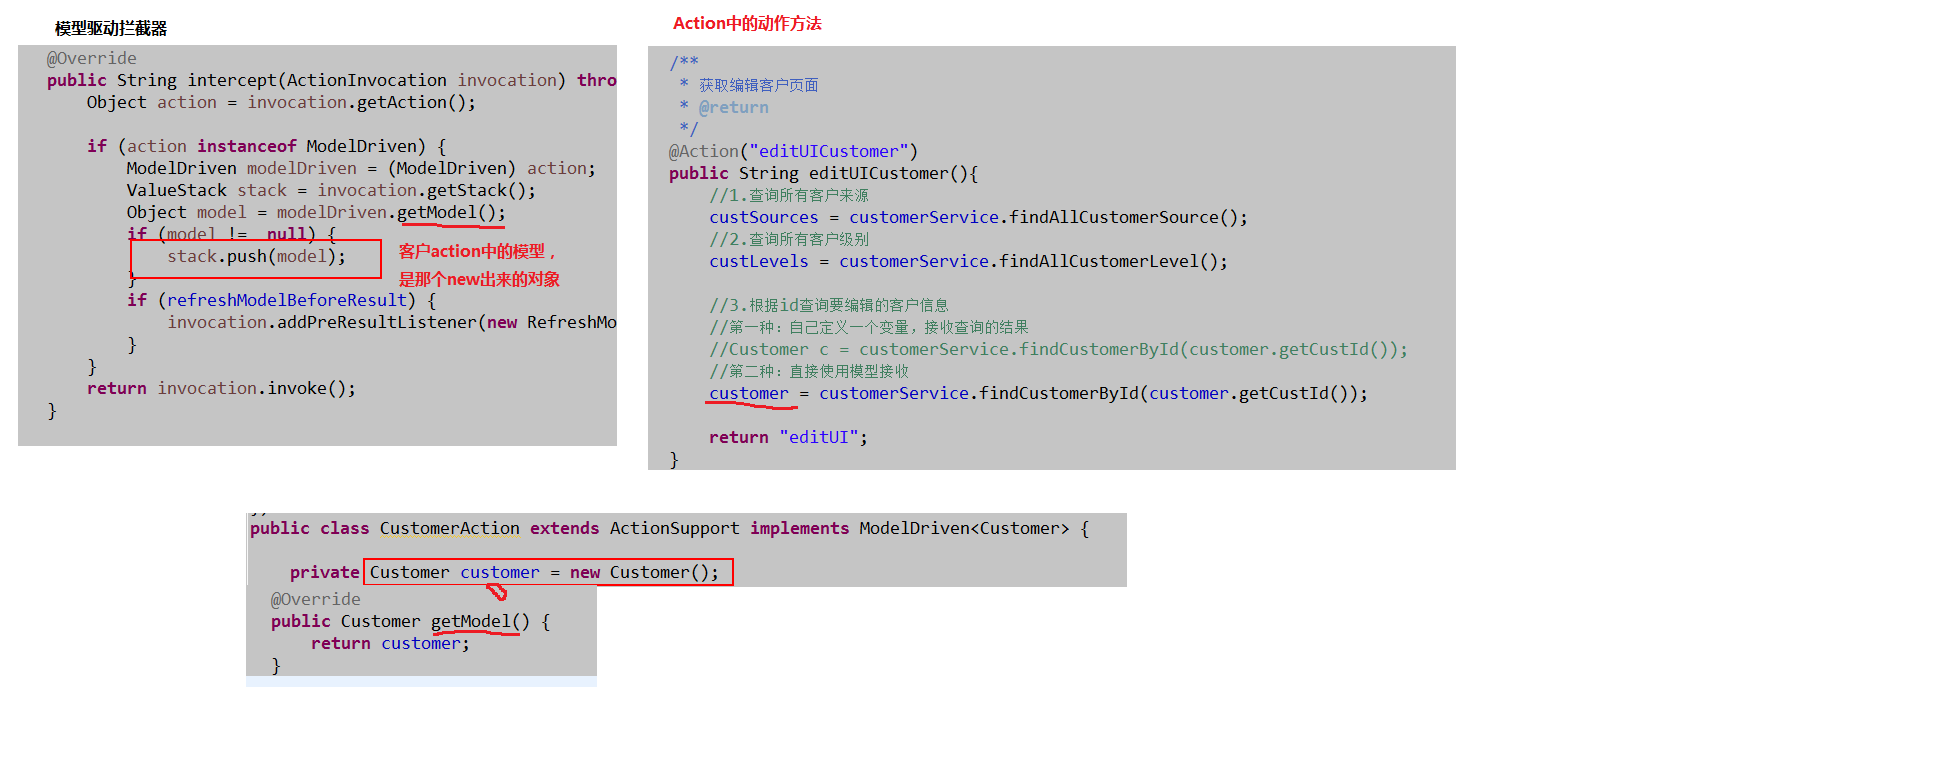 模型驱动拦截器
@Override
public String intercept(ActionInvocation invocation) thro
Object action = invocation.getAction();
if (action instanceof ModelDriven) {
ModelDriven modelDriven = (ModelDriven) action;
ValueStack stack = invocation.getStack();
Object model = modelDriven.getModel();
if (model != null) {
stack.push(model);
}
客户action中的模型，
是那个new出来的对象
if (refreshModelBeforeResult) {
invocation.addPreResultListener(new RefreshMo
}
}
return invocation.invoke();
}
Action中的动作方法
/**
* 获取编辑客户页面
* @return
*/
@Action("editUICustomer")
public String editUICustomer(){
//1.查询所有客户来源
custSources = customerService.findAllCustomerSource();
//2.查询所有客户级别
custLevels = customerService.findAllCustomerLevel();
//3.根据id查询要编辑的客户信息
//第一种：自己定义一个变量，接收查询的结果
//Customer c = customerService.findCustomerById(customer.getCustId());
//第二种：直接使用模型接收
customer = customerService.findCustomerById(customer.getCustId());
return "editUI";
}
public class CustomerAction extends ActionSupport implements ModelDriven<Customer> {
private Customer customer = new Customer();
@Override
public Customer getModel() {
return customer;
}